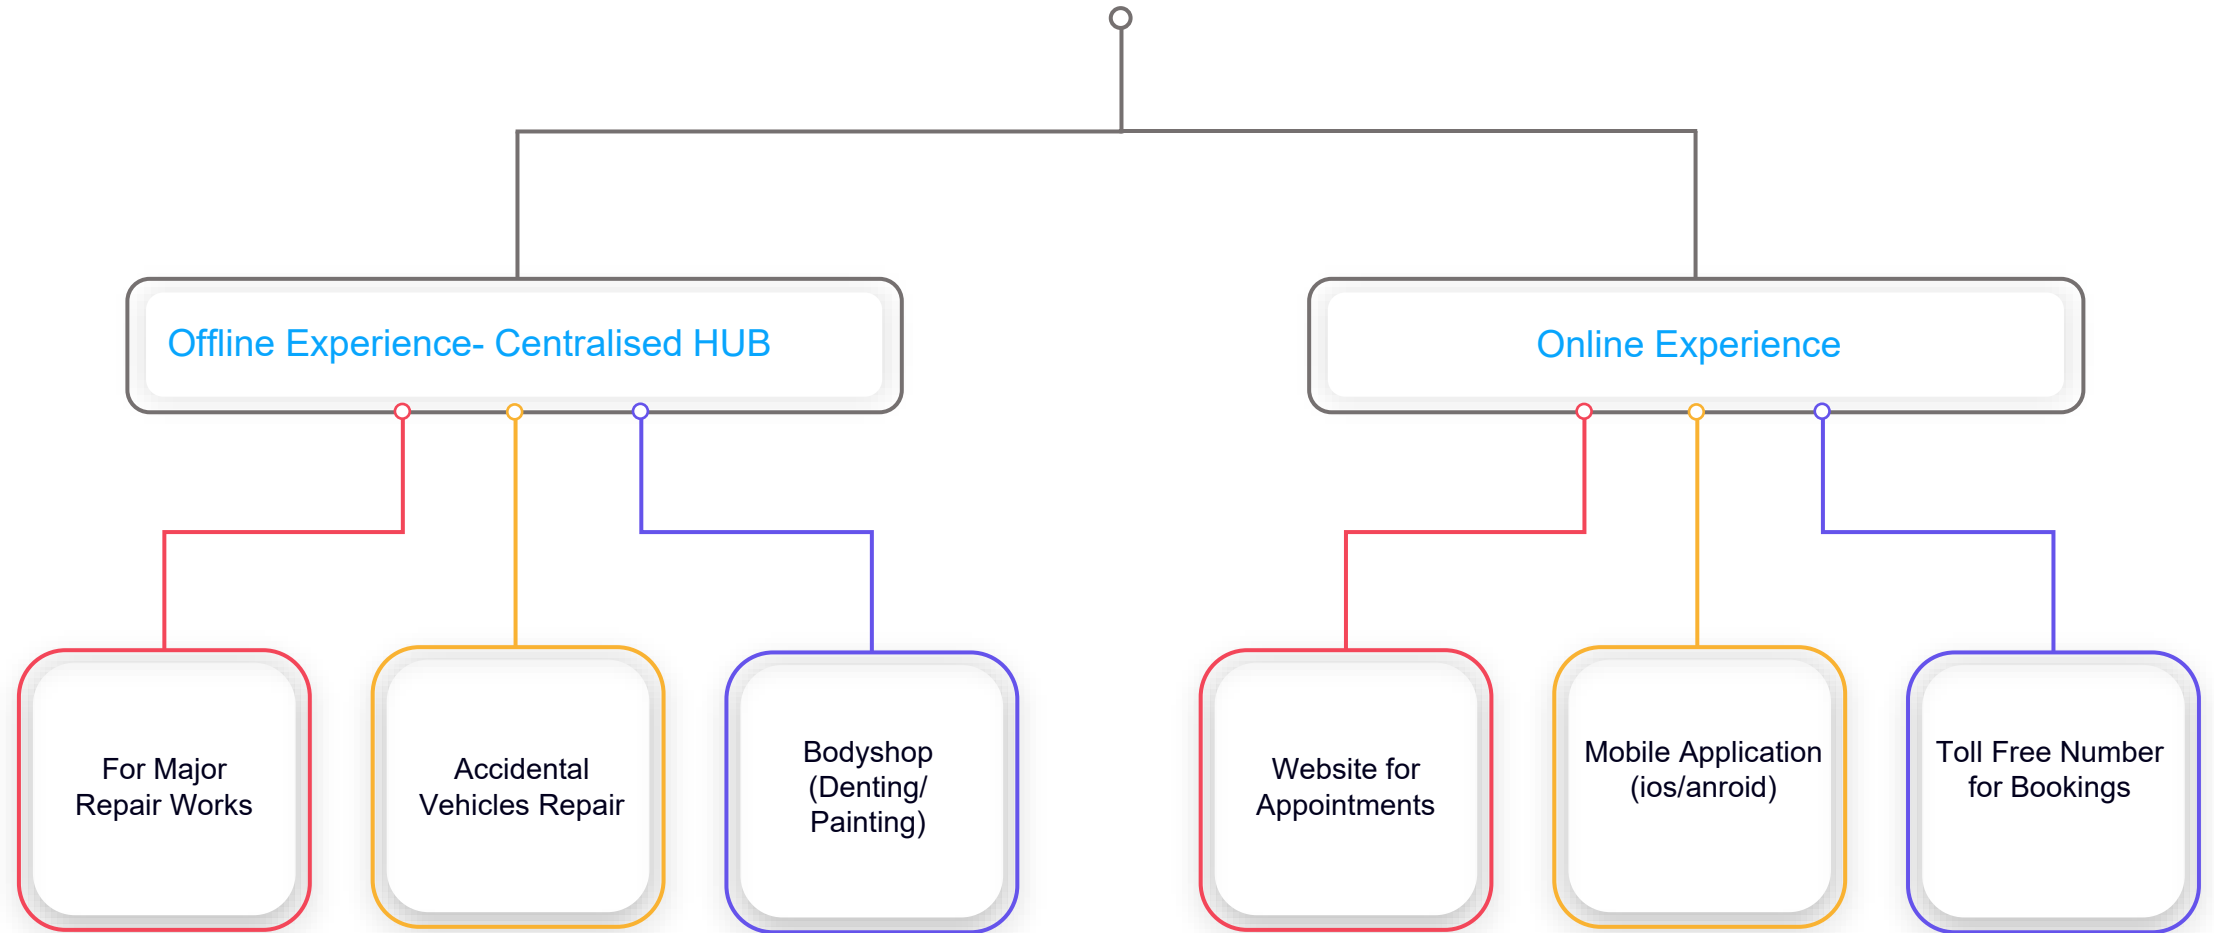 Offline Experience- Centralised HUB
Online Experience
For Major
Repair Works
Accidental
Vehicles Repair
Bodyshop
(Denting/
Painting)
Website for
Appointments
Mobile Application
(ios/anroid)
Toll Free Number
for Bookings